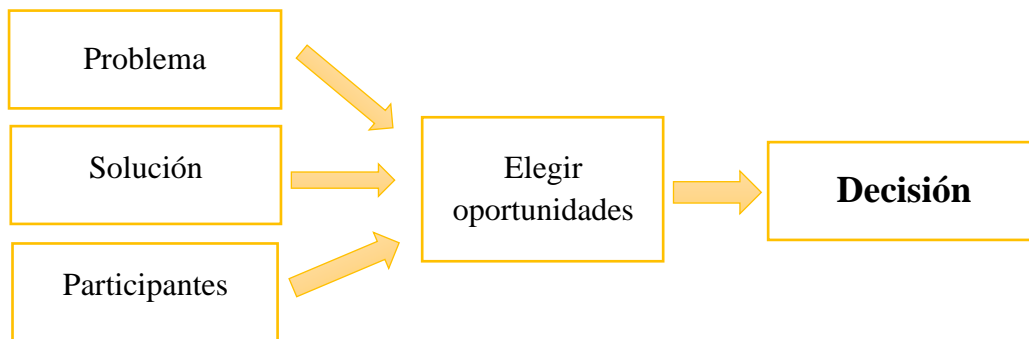 Problema
Solución
Participantes
Elegir
oportunidades
Decisión